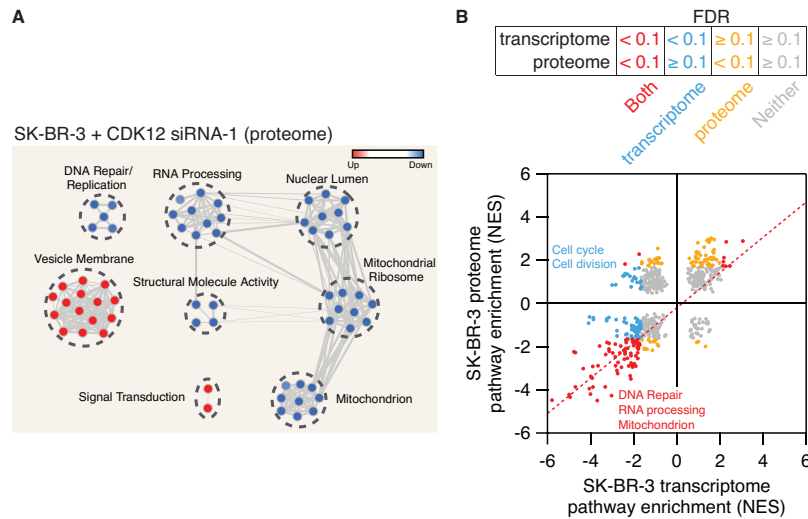 A
SK-BR-3 + CDK12 siRNA-1 (proteome)
Up
Down
DNA Repair/
Replication
RNA Processing
Nuclear Lumen
Vesicle Membrane
Structural Molecule Activity
Mitochondrial
Ribosome
Signal Transduction
Mitochondrion
B
FDR
transcriptome < 0.1 < 0.1 ≥ 0.1 ≥ 0.1
proteome < 0.1 ≥ 0.1 < 0.1 ≥ 0.1
Both
transcriptome
proteome
Neither
SK-BR-3 proteome
pathway enrichment (NES)
6
4
2
0
-2
-4
-6
Cell cycle
Cell division
DNA Repair
RNA processing
Mitochondrion
-6 -4 -2 0 2 4 6
SK-BR-3 transcriptome
pathway enrichment (NES)